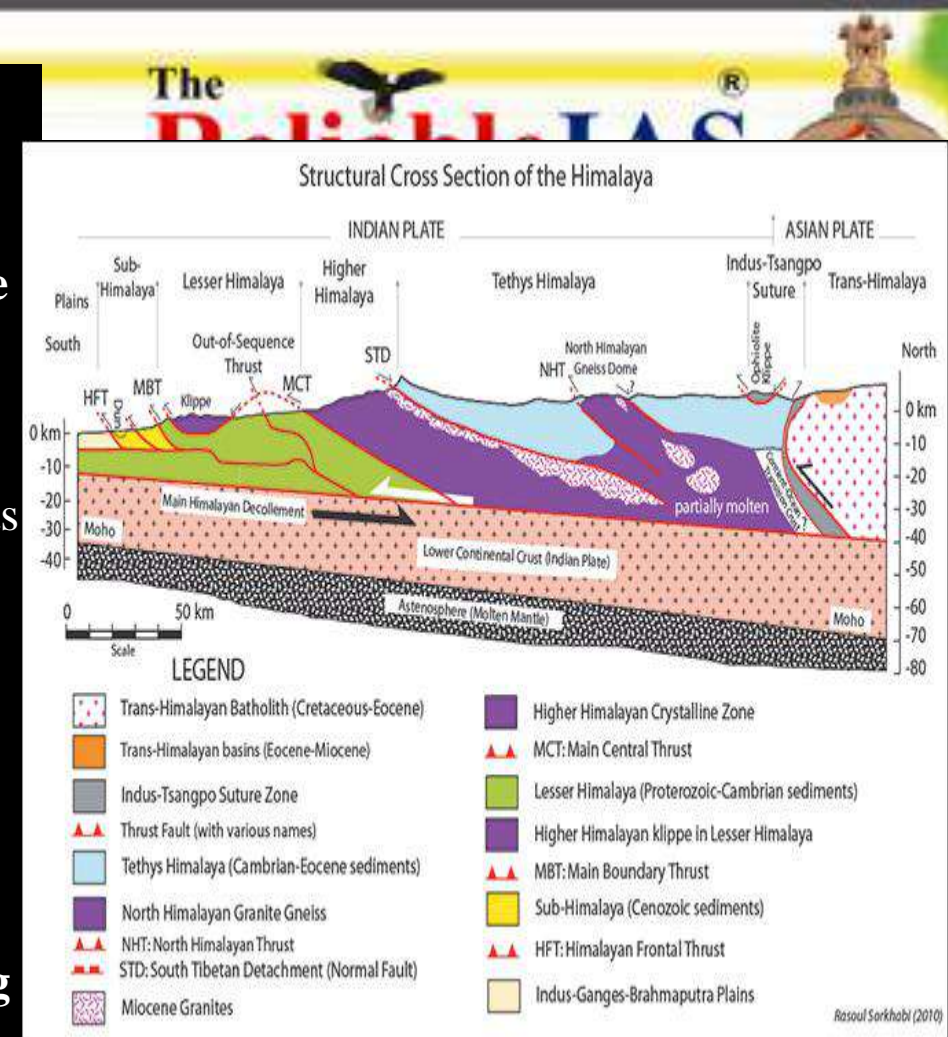 The
®
Reliable IAS
e
s
g
Structural Cross Section of the Himalaya
INDIAN PLATE
ASIAN PLATE
Plains
Sub-
Himalaya
Lesser Himalaya
Higher
Himalaya
Tethys Himalaya
Indus-Tsangpo
Suture
Trans-Himalaya
South
North
HFT
Dun
MBT
Klippe
Out-of-Sequence
Thrust
MCT
STD
NHT
North Himalayan
Gneiss Dome
?
Ophiolite
Klippe
0 km
-10
-20
-30
-40
0 km
-10
-20
-30
-40
-50
-60
-70
-80
Main Himalayan Decollement
partially molten
Moho
Lower Continental Crust (Indian Plate)
Astenosphere (Molten Mantle)
Moho
0
50 km
Scale
LEGEND
Trans-Himalayan Batholith (Cretaceous-Eocene)
Trans-Himalayan basins (Eocene-Miocene)
Indus-Tsangpo Suture Zone
Thrust Fault (with various names)
Tethys Himalaya (Cambrian-Eocene sediments)
North Himalayan Granite Gneiss
NHT: North Himalayan Thrust
STD: South Tibetan Detachment (Normal Fault)
Miocene Granites
Higher Himalayan Crystalline Zone
MCT: Main Central Thrust
Lesser Himalaya (Proterozoic-Cambrian sediments)
Higher Himalayan klippe in Lesser Himalaya
MBT: Main Boundary Thrust
Sub-Himalaya (Cenozoic sediments)
HFT: Himalayan Frontal Thrust
Indus-Ganges-Brahmaputra Plains
Rasoul Sorkhabi (2010)